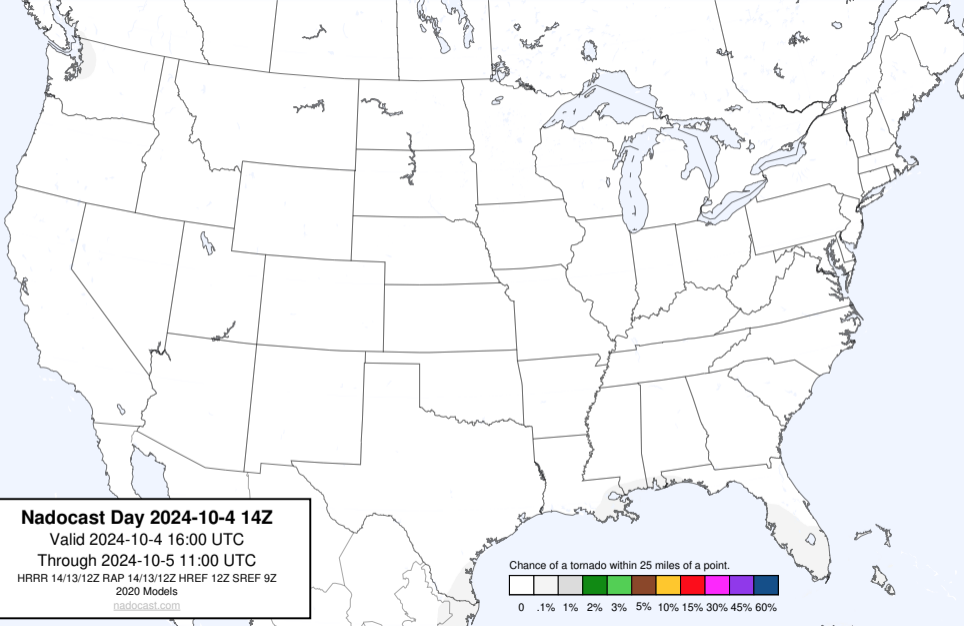 Nadocast Day 2024-10-4 14Z
Valid 2024-10-4 16:00 UTC
Through 2024-10-5 11:00 UTC
HRRR 14/13/12Z RAP 14/13/12Z HREF 12Z SREF 9Z
2020 Models
nadocast.com
Chance of a tornado within 25 miles of a point.
0 .1% 1% 2% 3% 5% 10% 15% 30% 45% 60%